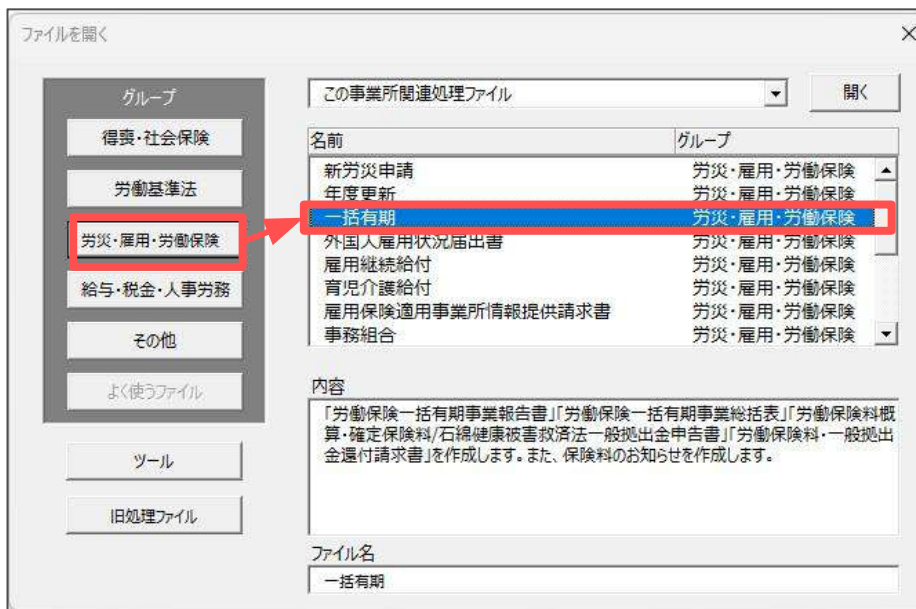 ファイルを開く
グループ
得喪・社会保険
労働基準法
労災・雇用・労働保険
給与・税金・人事労務
その他
よく使うファイル
ツール
旧処理ファイル
この事業所関連処理ファイル
開く
名前 グループ
新労災申請 労災・雇用・労働保険
年度更新 労災・雇用・労働保険
一括有期 労災・雇用・労働保険
外国人雇用状況届出書 労災・雇用・労働保険
雇用継続給付 労災・雇用・労働保険
育児介護給付 労災・雇用・労働保険
雇用保険適用事業所情報提供請求書 労災・雇用・労働保険
事務組合 労災・雇用・労働保険
内容
「労働保険一括有期事業報告書」「労働保険一括有期事業総括表」「労働保険料概
算・確定保険料/石綿健康被害救済法一般拠出金申告書」「労働保険料・一般拠出
金還付請求書」を作成します。また、保険料のお知らせを作成します。
ファイル名
一括有期